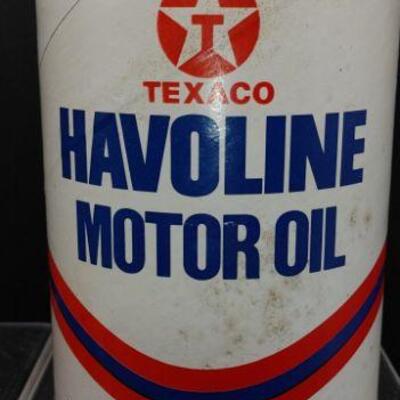 T
TEXACO
HAVOLINE
MOTOR OIL